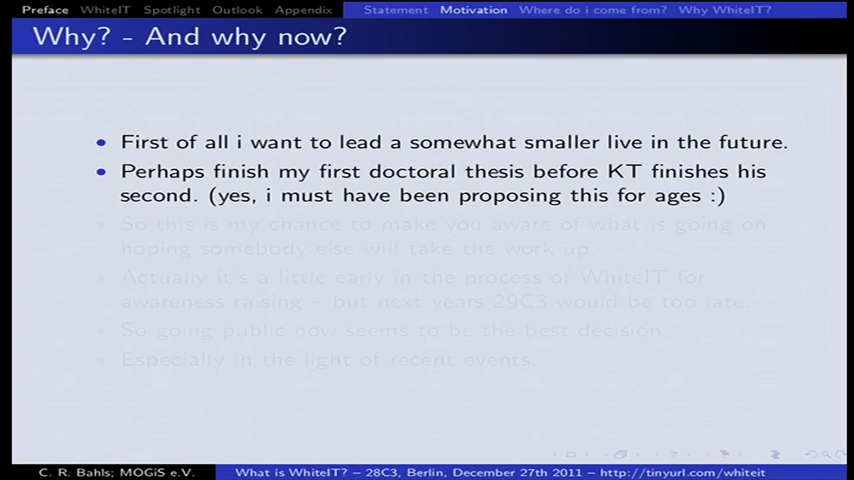 Preface WhiteIT Spotlight Outlook Appendix Statement Motivation Where do i come from? Why WhiteIT?
Why? - And why now?
First of all i want to lead a somewhat smaller live in the future.
Perhaps finish my first doctoral thesis before KT finishes his
second. (yes, i must have been proposing this for ages :)
So this is my chance to make you aware of what is going on
hoping somebody else will take the work up.
Actually it's a little early in the process of WhiteIT for
awareness raising – but next years 29C3 would be too late.
So going public now seems to be the best decision
Especially in the light of recent events.
C. R. Bahls; MOGiS e.V. What is WhiteIT? – 28C3, Berlin, December 27th 2011 – http://tinyurl.com/whiteit